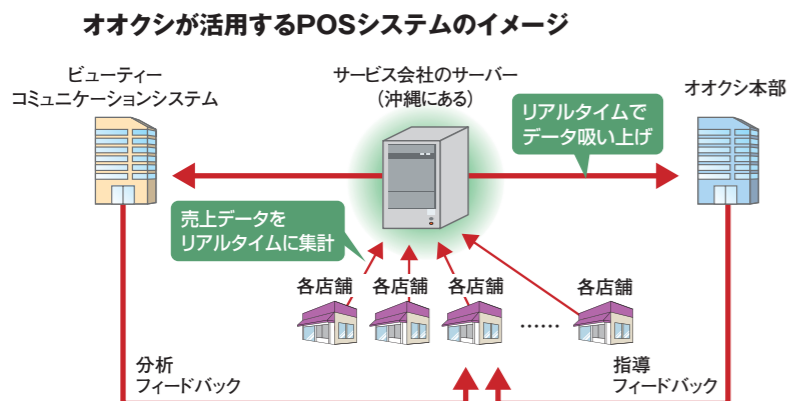 オオクシが活用するPOSシステムのイメージ
ビューティー
コミュニケーションシステム
サービス会社のサーバー
(沖縄にある)
オオクシ本部
リアルタイムで
データ吸い上げ
売上データを
リアルタイムに集計
各店舗
各店舗
各店舗
各店舗
……
分析
フィードバック
指導
フィードバック